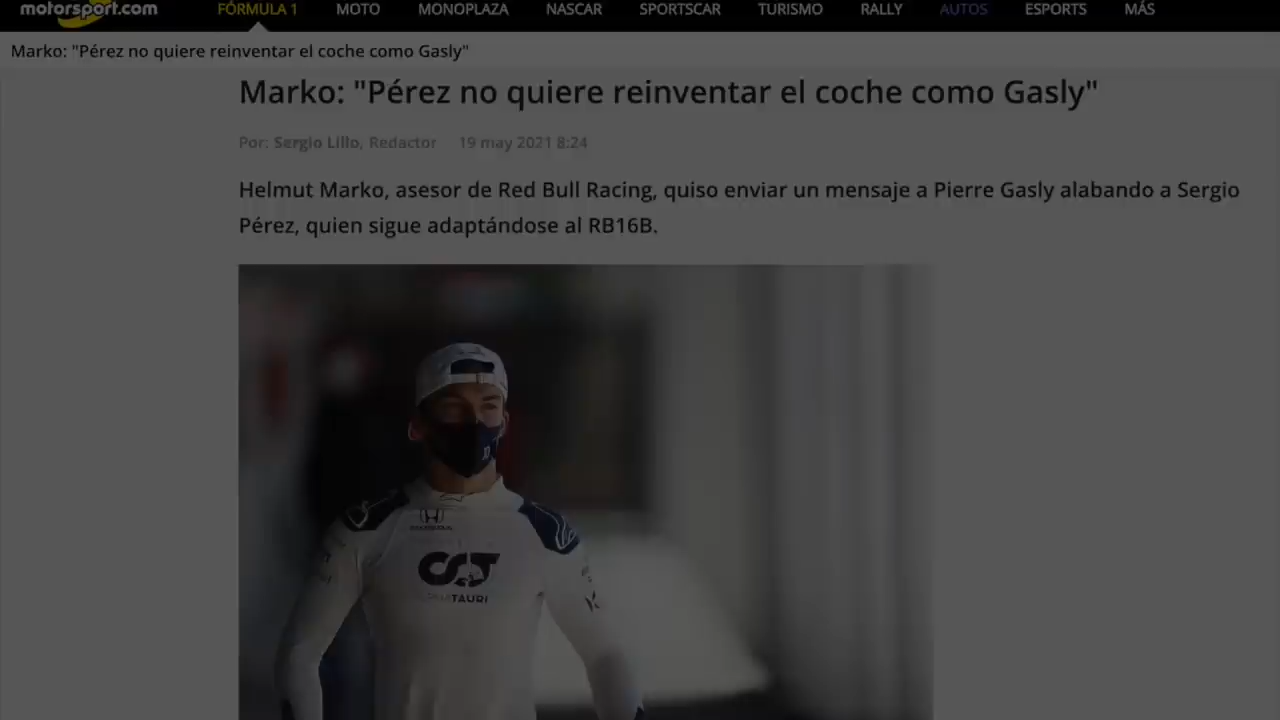 motorsport.com
FÓRMULA 1 MOTO MONOPLAZA NASCAR SPORTSCAR TURISMO RALLY AUTOS ESPORTS MÁS
Marko: "Pérez no quiere reinventar el coche como Gasly"
Marko: "Pérez no quiere reinventar el coche como Gasly"
Por: Sergio Lillo, Redactor 19 may 2021 8:24
Helmut Marko, asesor de Red Bull Racing, quiso enviar un mensaje a Pierre Gasly alabando a Sergio
Pérez, quien sigue adaptándose al RB16B.
HONDA
TAURI